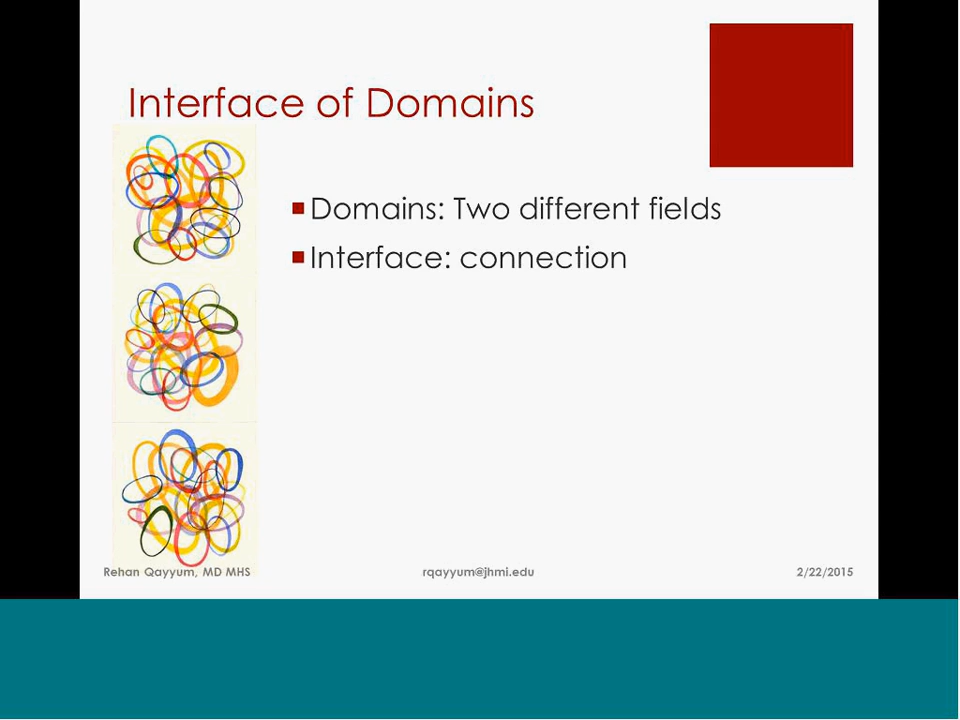 Interface of Domains
Domains: Two different fields
Interface: connection
Rehan Qayyum, MD MHS rqayyum@jhmi.edu 2/22/2015